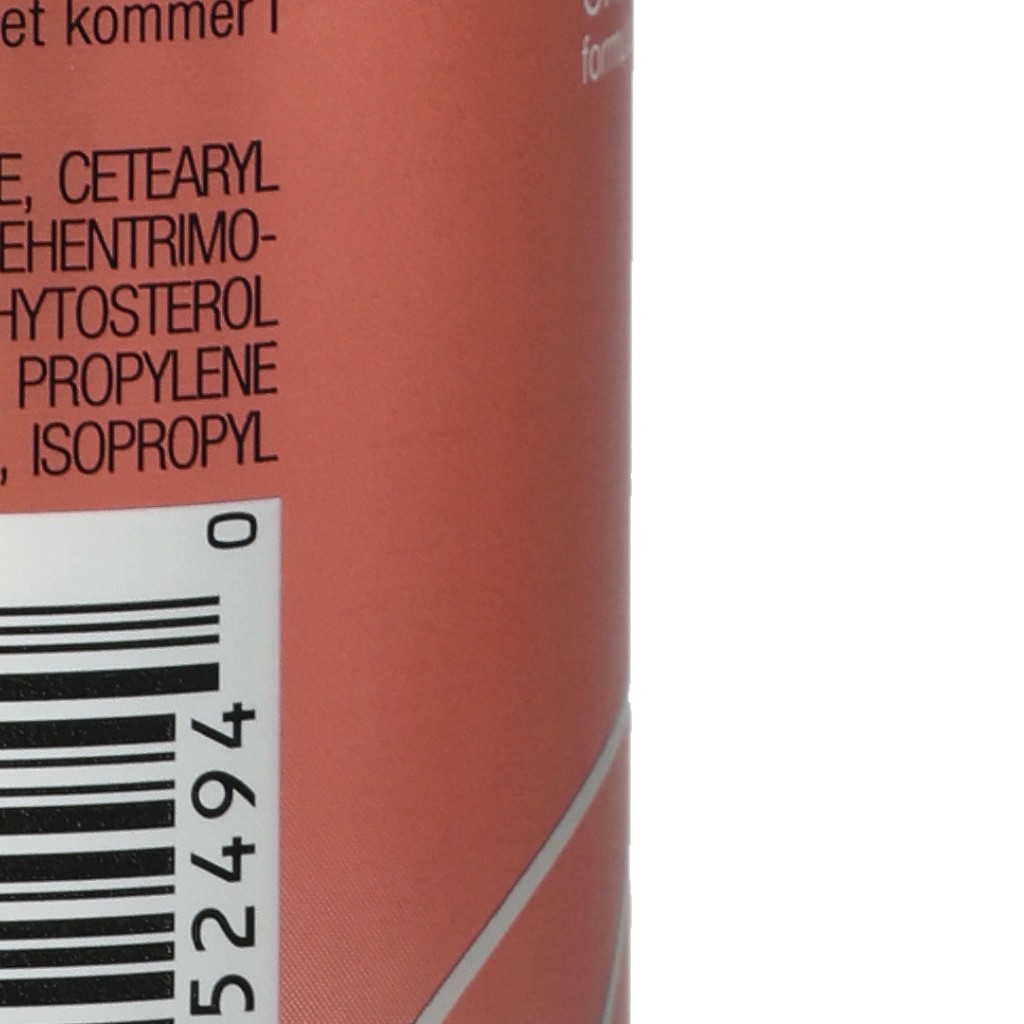 et kommer i
E, CETEARYL
EHENTRIMO-
HYTOSTEROL
PROPYLENE
, ISOPROPYL
0
52494